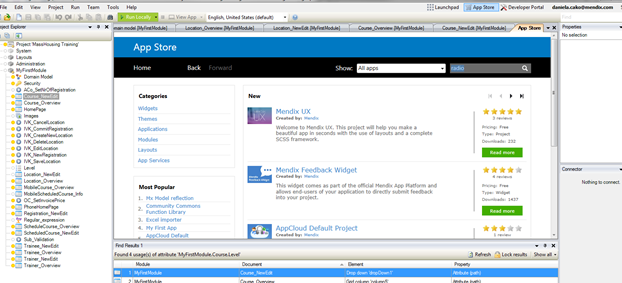 File Edit View Project Run Team Tools Help
Launchpad App Store Developer Portal daniela.cako@mendix.com
Run Locally View App English, United States (default)
main-model [MyFirstModule] Location_Overview [MyFirstModule] Location_NewEdit [MyFirstModule] Course_Overview [MyFirstModule] Course_NewEdit [MyFirstModule] App Store
Project Explorer
Project 'MassHousing Training'
System
Layouts
Administration
MyFirstModule
Domain Model
Security
ACo_SetNrOfRegistration
Course_NewEdit
Course_Overview
HomePage
Images
IVK_CancelLocation
IVK_CommitRegistration
IVK_CreateNewLocation
IVK_DeleteLocation
IVK_EditLocation
IVK_NewRegistration
IVK_SaveLocation
Level
Location_NewEdit
Location_Overview
MobileCourse_Overview
MobileScheduledCourse_Info
OC_SetInvoicePrice
PhoneHomePage
Registration_NewEdit
Regular_expression
ScheduledCourse_Overview
ScheduledCourse_NewEdit
Sub_Validation
Trainee_NewEdit
Trainee_Overview
Trainer_NewEdit
Trainer_Overview
App Store
Home Back Forward Show: All apps
Categories
Widgets
Themes
Applications
Modules
Layouts
App Services
Most Popular
1. Mx Model reflection
2. Community Commons
Function Library
3. Excel Importer
4. My First App
5. AppCloud Default
New
Mendix UX
Created by: Mendix
Welcome to Mendix UX. This project will help you make a
beautiful app in seconds with the use of layouts and a complete
SCSS framework.
Pricing: Free
Type: Project
Downloads: 232
Read more
Mendix Feedback Widget
Created by: Mendix
This widget comes as part of the official Mendix App Platform and
allows end-users of your application to directly submit feedback
into your project.
4 reviews
Pricing: Free
Type: Widget
Downloads: 1427
Read more
AppCloud Default Project
Created by: Mendix
1 review
Properties
No selection
Connector
Nothing to connect.
Find Results 1
Found 4 usage(s) of attribute 'MyFirstModule.Course.Level'
Refresh Lock results Show all
Module Document Element Property
MyFirstModule Course_NewEdit Drop down 'dropDown1' Attribute (path)
MyFirstModule Course_Overview Grid column 'column5' Attribute (path)